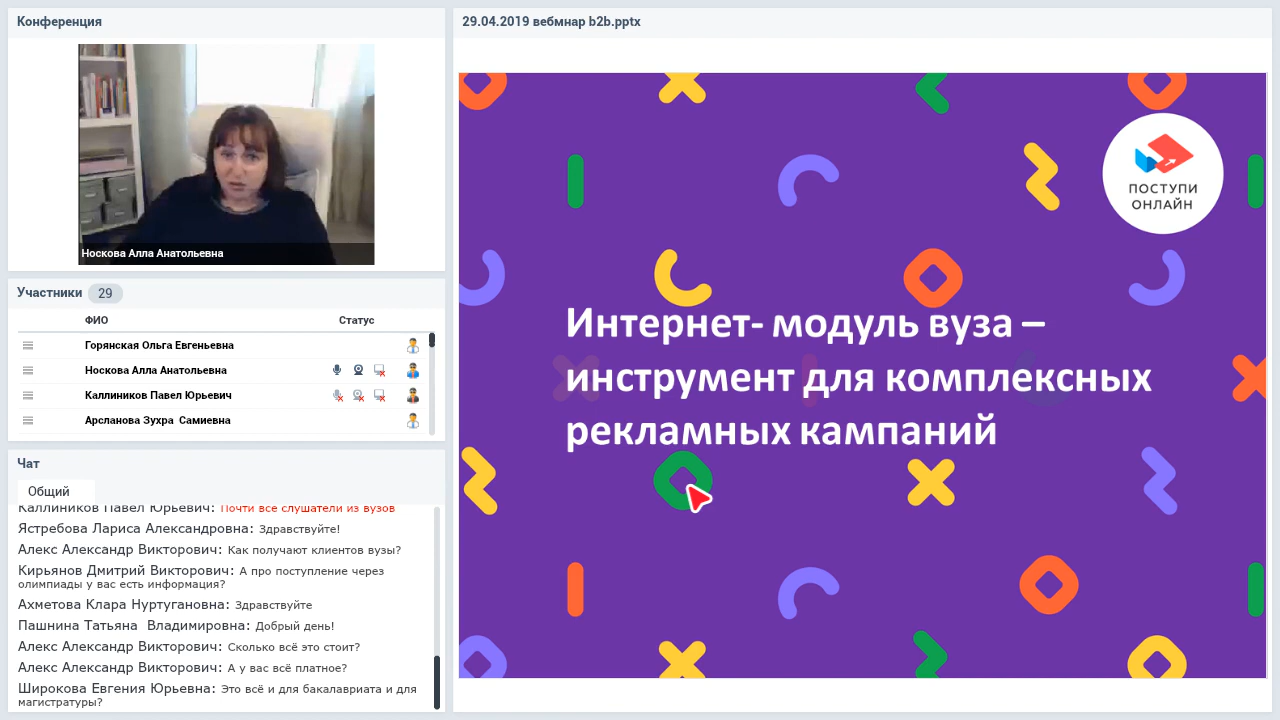 Конференция
Носкова Алла Анатольевна
Участники 29
ФИО Статус
Горянская Ольга Евгеньевна
Носкова Алла Анатольевна
Каллиников Павел Юрьевич
Арсланова Зухра Самиевна
Чат
Общий
Каллиников Павел Юрьевич: Почти все слушатели из вузов
Ястребова Лариса Александровна: Здравствуйте!
Алекс Александр Викторович: Как получают клиентов вузы?
Кирьянов Дмитрий Викторович: А про поступление через
олимпиады у вас есть информация?
Ахметова Клара Нуртугановна: Здравствуйте
Пашнина Татьяна Владимировна: Добрый день!
Алекс Александр Викторович: Сколько всё это стоит?
Алекс Александр Викторович: А у вас всё платное?
Широкова Евгения Юрьевна: Это всё и для бакалавриата и для
магистратуры?
29.04.2019 вебмнар b2b.pptx
ПОСТУПИ
ОНЛАЙН
Интернет- модуль вуза –
инструмент для комплексных
рекламных кампаний